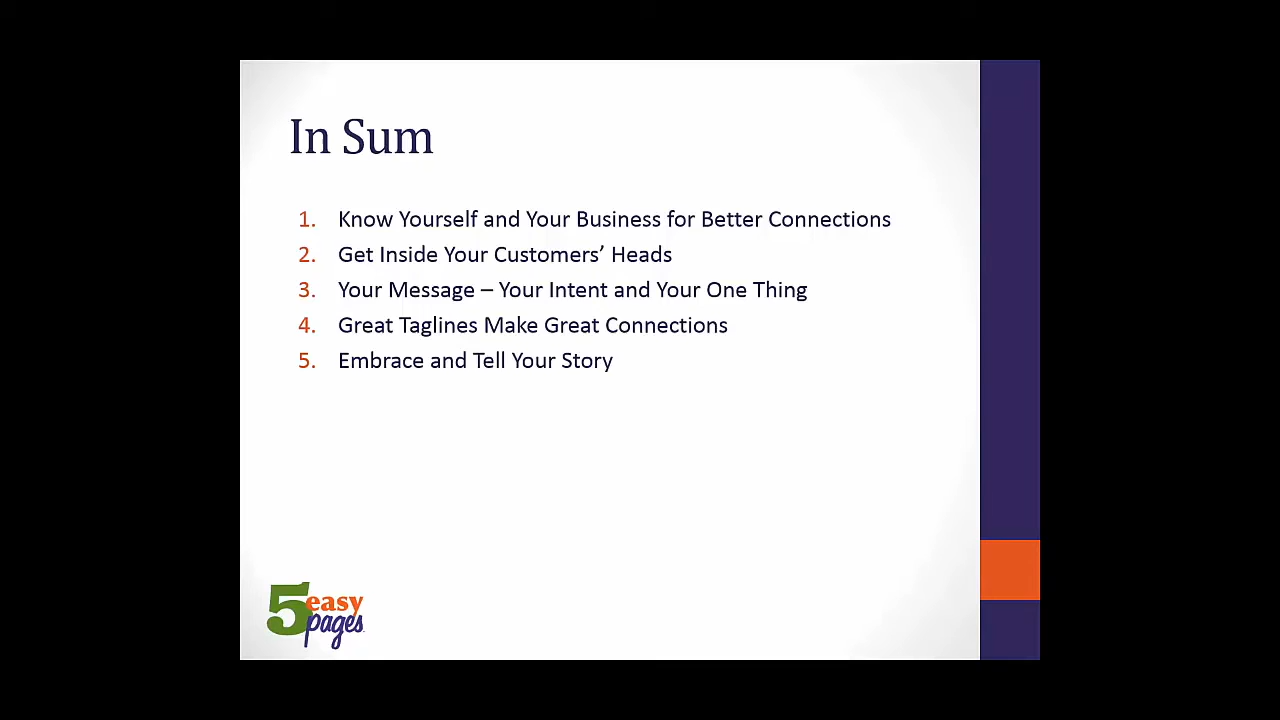 In Sum
1. Know Yourself and Your Business for Better Connections
2. Get Inside Your Customers’ Heads
3. Your Message – Your Intent and Your One Thing
4. Great Taglines Make Great Connections
5. Embrace and Tell Your Story
5 easy
pages